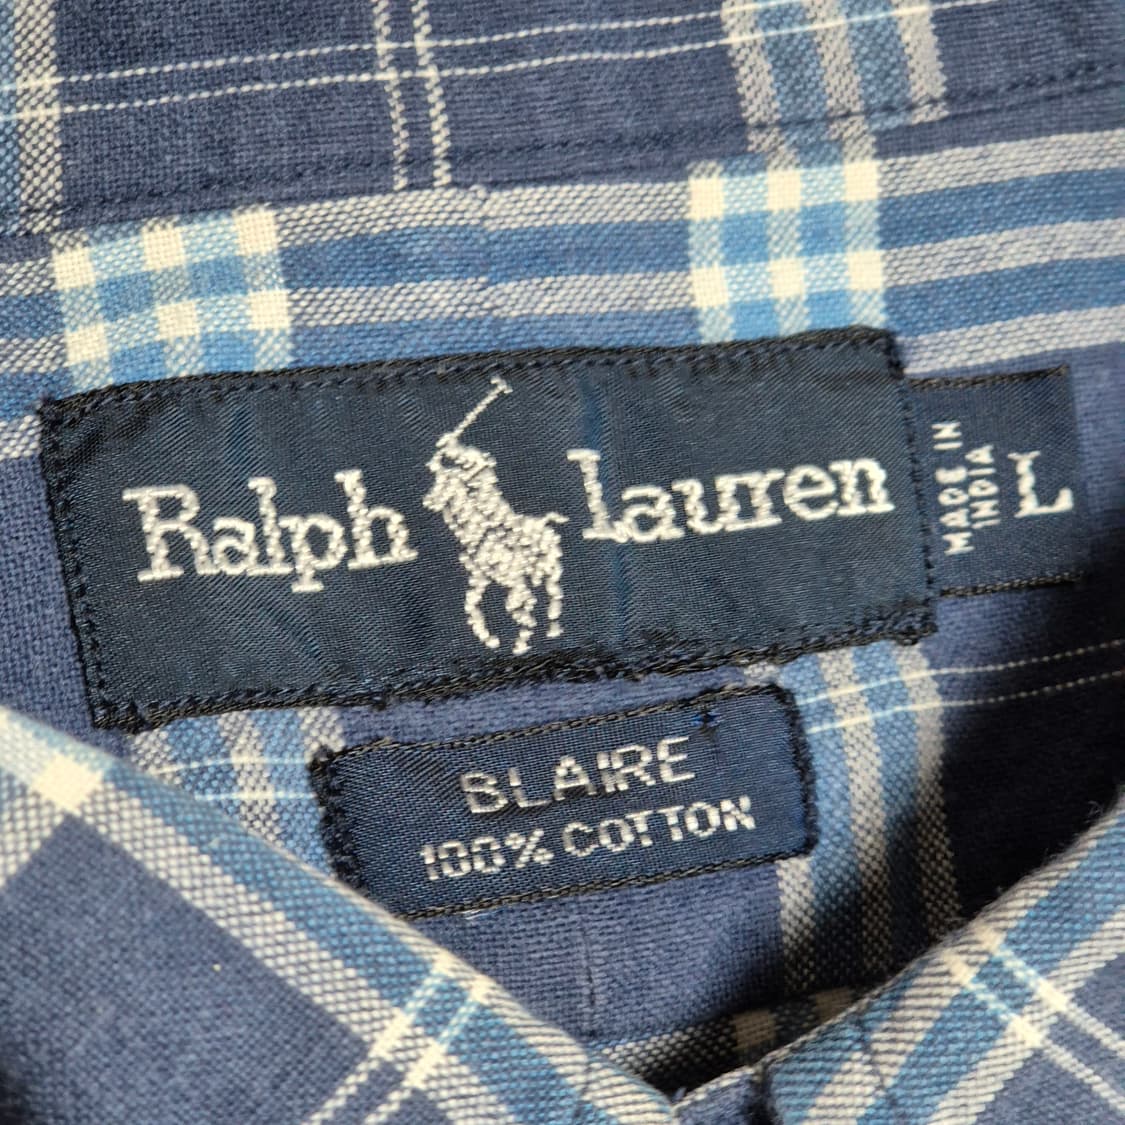 Ralph Lauren
MADE IN
INDIA
L
BLAIRE
100% COTTON